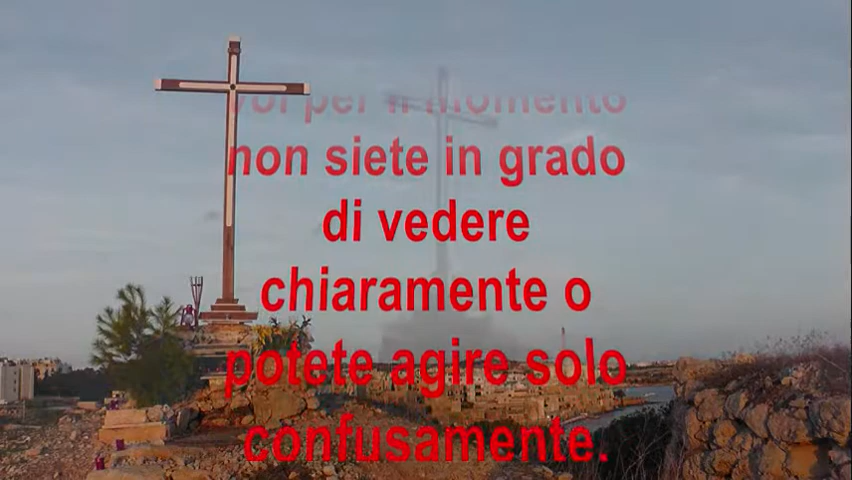 voi per il momento
non siete in grado
di vedere
chiaramente o
potete agire solo
confusamente.